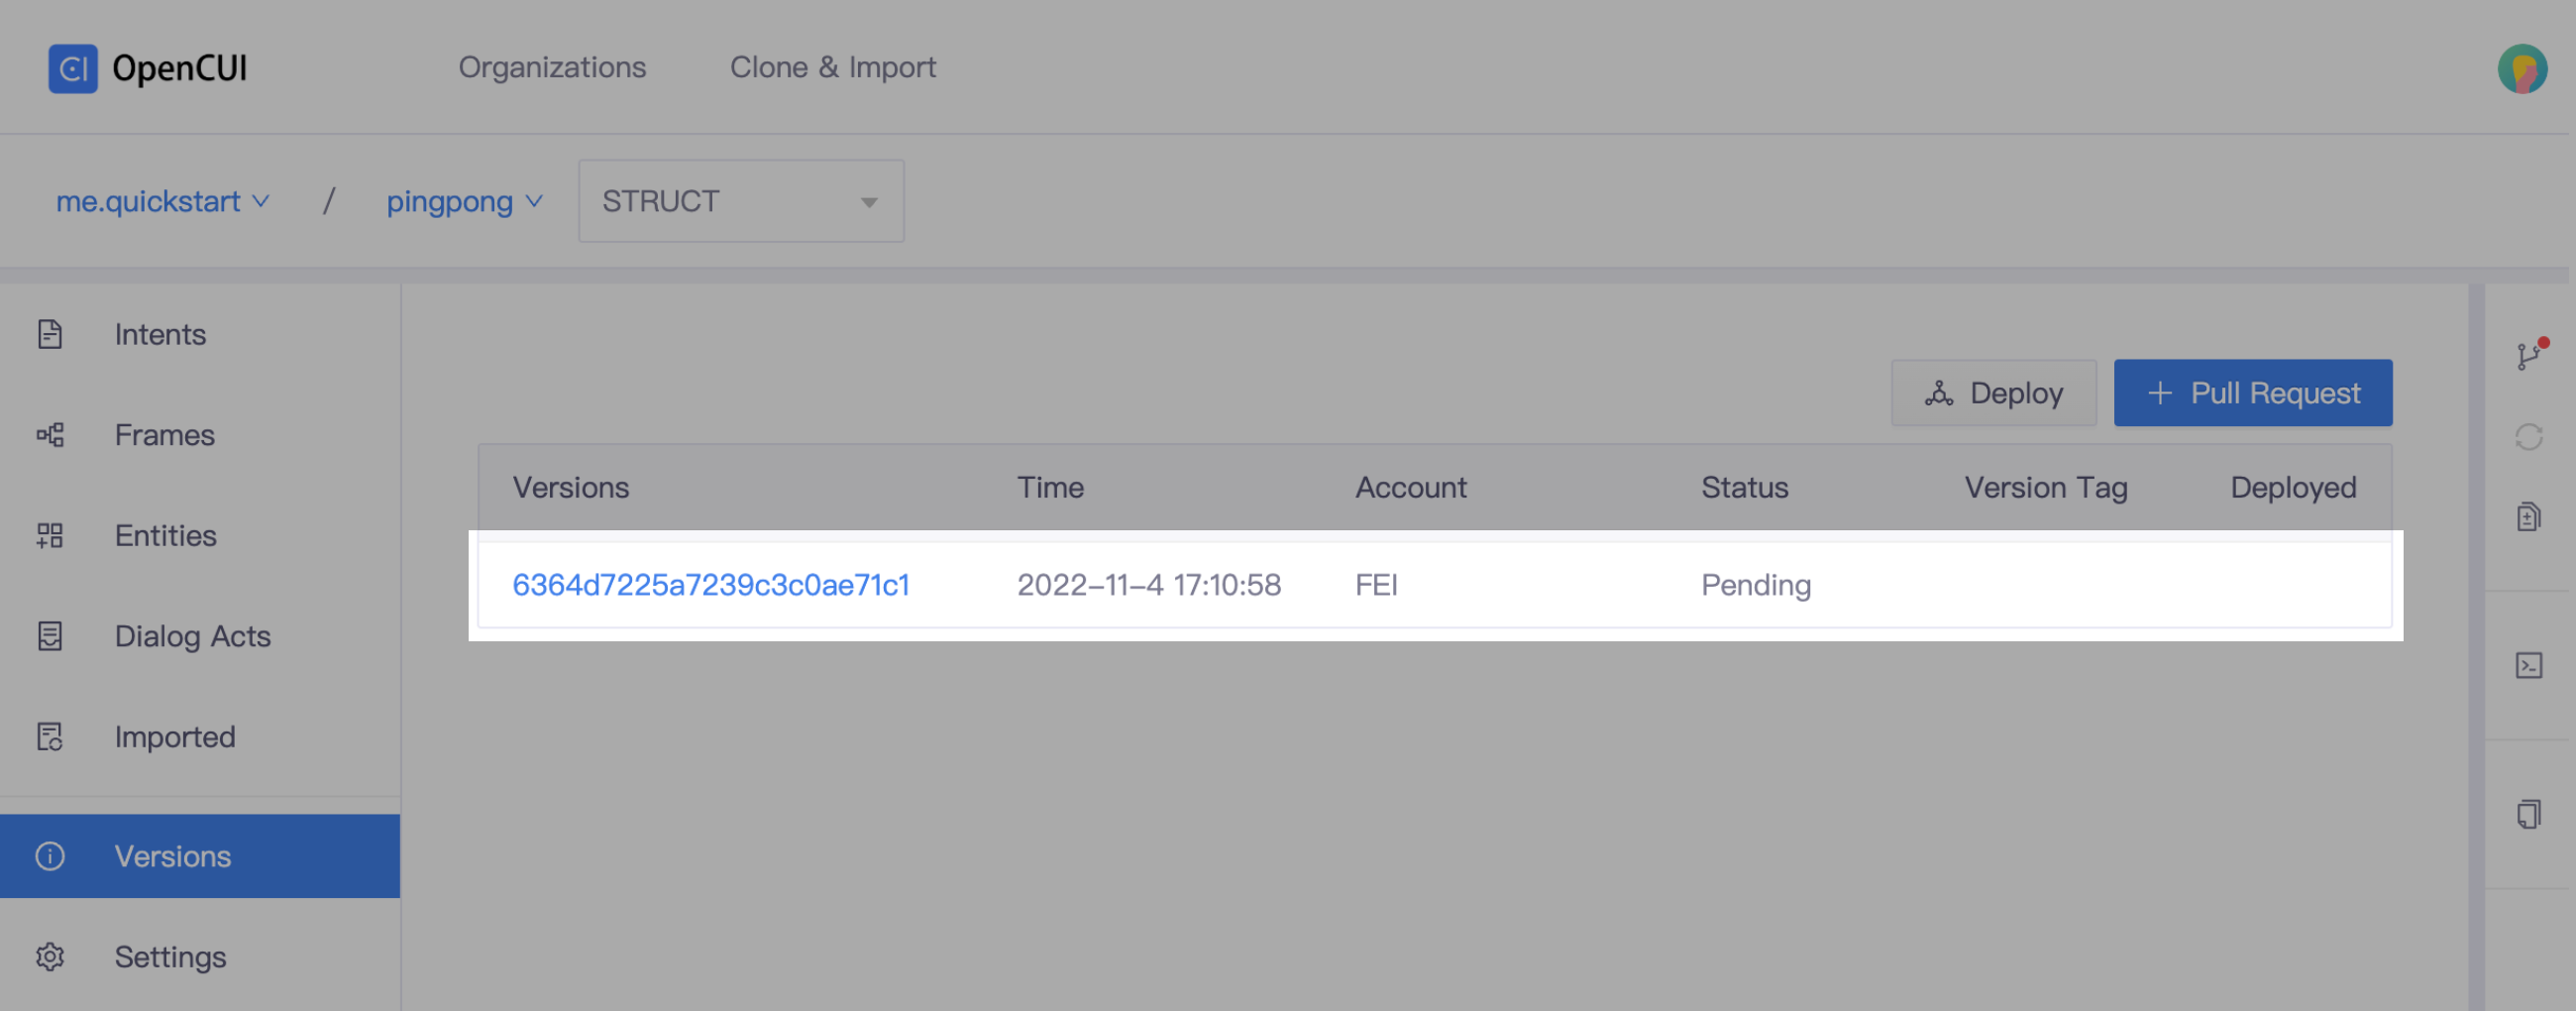 CI OpenCUI Organizations Clone & Import
me.quickstart / pingpong STRUCT
Intents
Deploy + Pull Request
Frames
Versions Time Account Status Version Tag Deployed
Entities
6364d7225a7239c3c0ae71c1 2022-11-4 17:10:58 FEI Pending
Dialog Acts
Imported
Versions
Settings